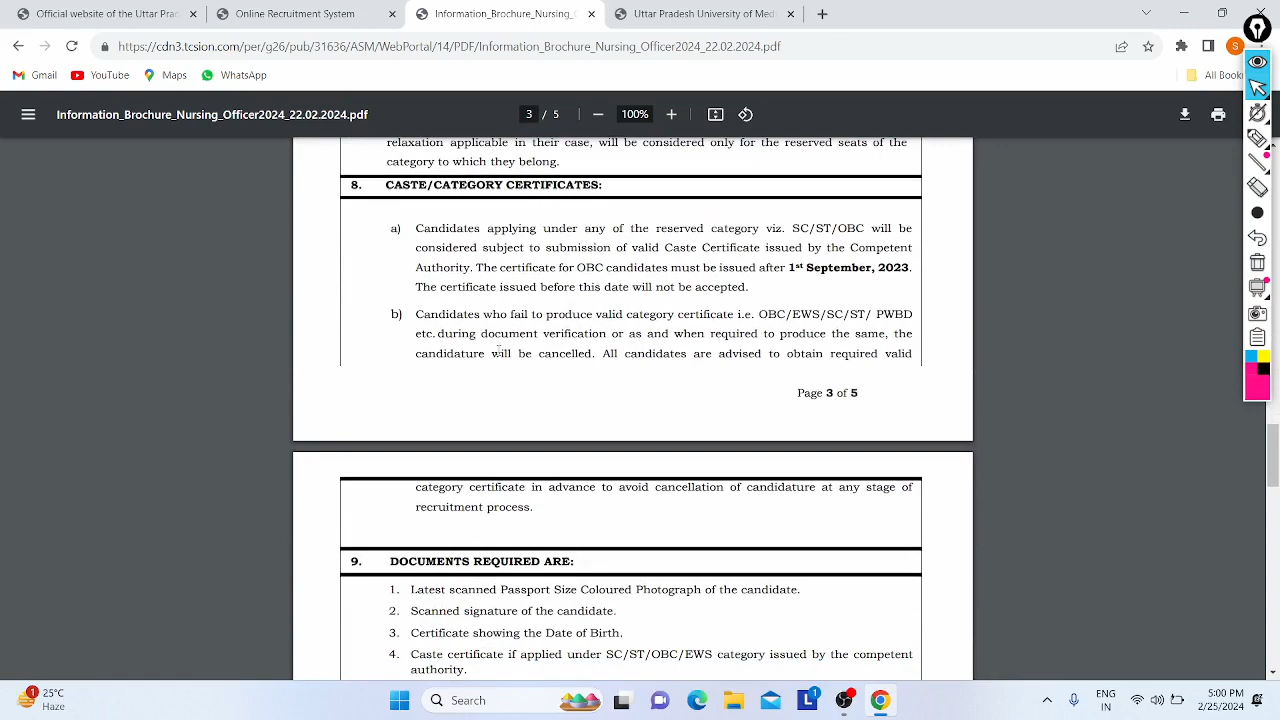 Official website of the Uttar Prac
Online Recruitment System
Information_Brochure_Nursing_O
Uttar Pradesh University of Med
https://cdn3.tcsion.com/per/g26/pub/31636/ASM/WebPortal/14/PDF/Information_Brochure_Nursing_Officer2024_22.02.2024.pdf
S
Gmail
YouTube
Maps
WhatsApp
All Book
Information_Brochure_Nursing_Officer2024_22.02.2024.pdf
3 / 5
100%
relaxation applicable in their case, will be considered only for the reserved seats of the
category to which they belong.
8. CASTE/CATEGORY CERTIFICATES:
a) Candidates applying under any of the reserved category viz. SC/ST/OBC will be
considered subject to submission of valid Caste Certificate issued by the Competent
Authority. The certificate for OBC candidates must be issued after 1st September, 2023.
The certificate issued before this date will not be accepted.
b) Candidates who fail to produce valid category certificate i.e. OBC/EWS/SC/ST/ PWBD
etc. during document verification or as and when required to produce the same, the
candidature will be cancelled. All candidates are advised to obtain required valid
Page 3 of 5
category certificate in advance to avoid cancellation of candidature at any stage of
recruitment process.
9. DOCUMENTS REQUIRED ARE:
1. Latest scanned Passport Size Coloured Photograph of the candidate.
2. Scanned signature of the candidate.
3. Certificate showing the Date of Birth.
4. Caste certificate if applied under SC/ST/OBC/EWS category issued by the competent
authority.
1
25°C
Haze
Search
L
1
ENG
IN
5:00 PM
2/25/2024